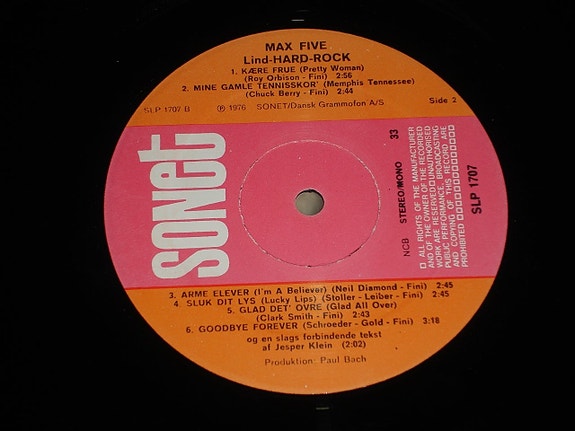 MAX FIVE
Lind-HARD-ROCK
1. KÆRE FRUE (Pretty Woman)
(Roy Orbison - Fini) 2:56
2. MINE GAMLE TENNISSKOR' (Memphis Tennessee)
(Chuck Berry - Fini) 2:44
SLP 1707 B
℗ 1976 SONET/Dansk Grammofon A/S
Side 2
SONET
NCB STEREO/MONO 33
ALL RIGHTS OF THE MANUFACTURER
AND OF THE OWNER OF THE RECORDED
WORK ARE RESERVED UNAUTHORISED
PUBLIC PERFORMANCE, BROADCASTING
AND COPYING OF THIS RECORD ARE
PROHIBITED
SLP 1707
3. ARME ELEVER (I'm A Believer) (Neil Diamond - Fini) 2:45
4. SLUK DIT LYS (Lucky Lips) (Stoller - Leiber - Fini) 2:45
5. GLAD DET' OVRE (Glad All Over)
(Clark Smith - Fini) 2:43
6. GOODBYE FOREVER (Schroeder - Gold - Fini) 3:18
og en slags forbindende tekst
af Jesper Klein (2:02)
Produktion: Paul Bach